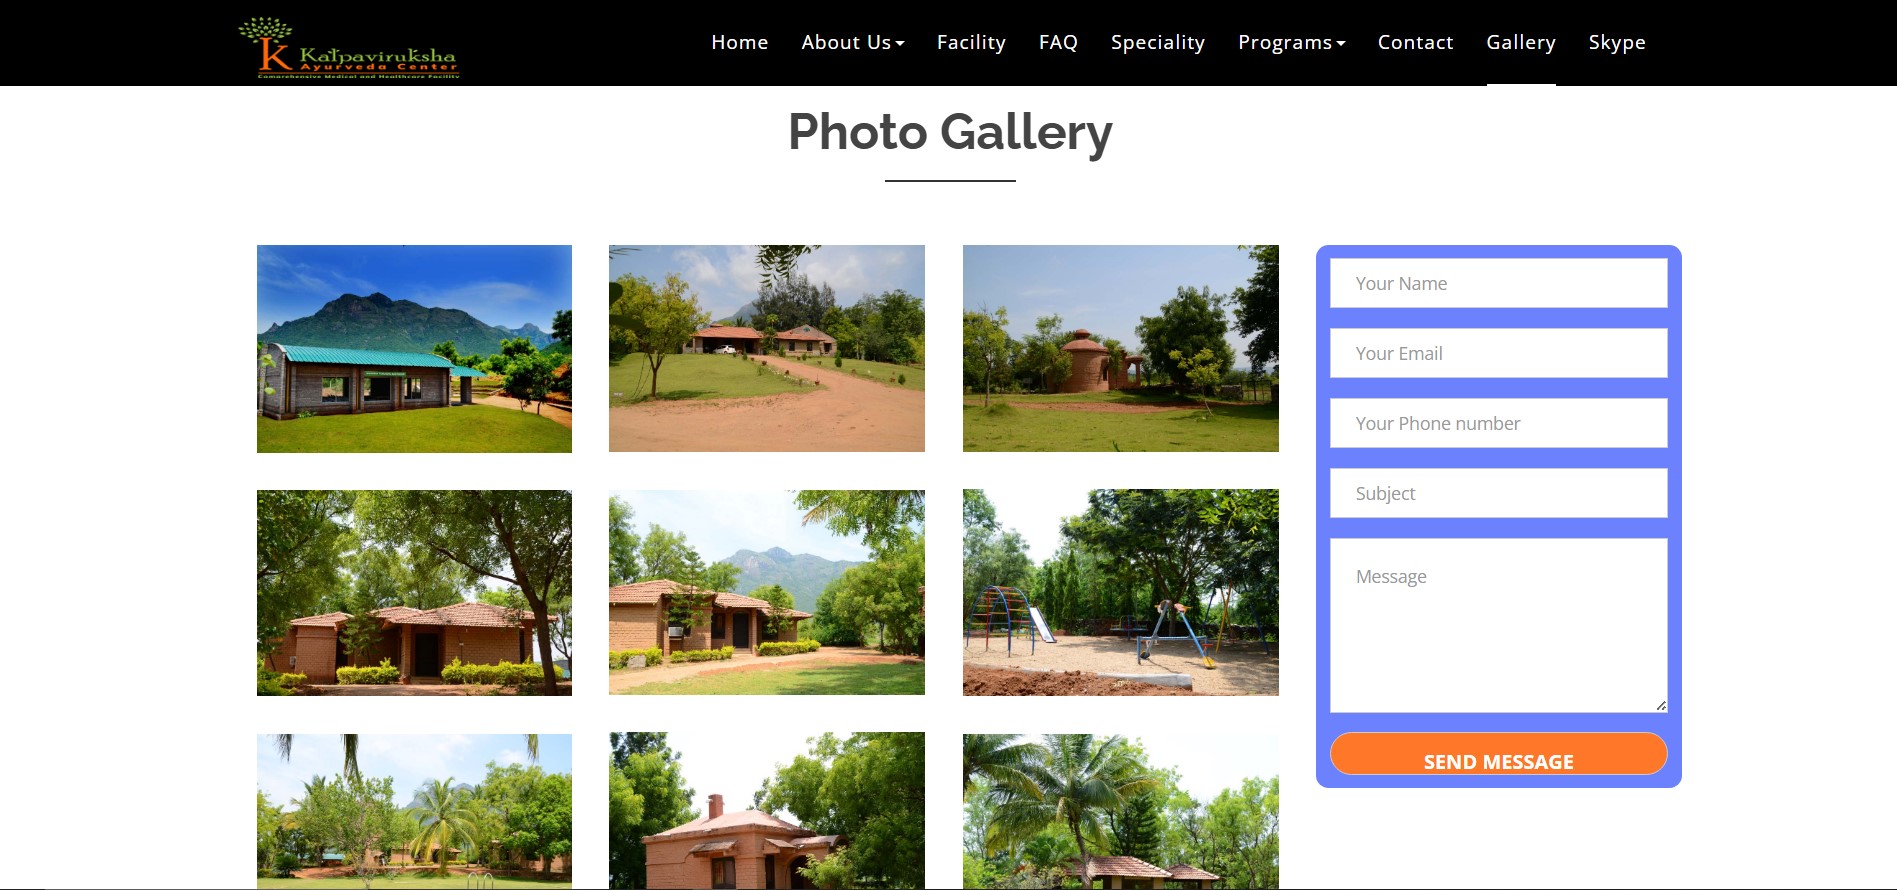 Kalpaviruksha
Ayurveda Center
Comprehensive Medical and Healthcare Facility
Home
About Us
Facility
FAQ
Speciality
Programs
Contact
Gallery
Skype
Photo Gallery
Your Name
Your Email
Your Phone number
Subject
Message
SEND MESSAGE